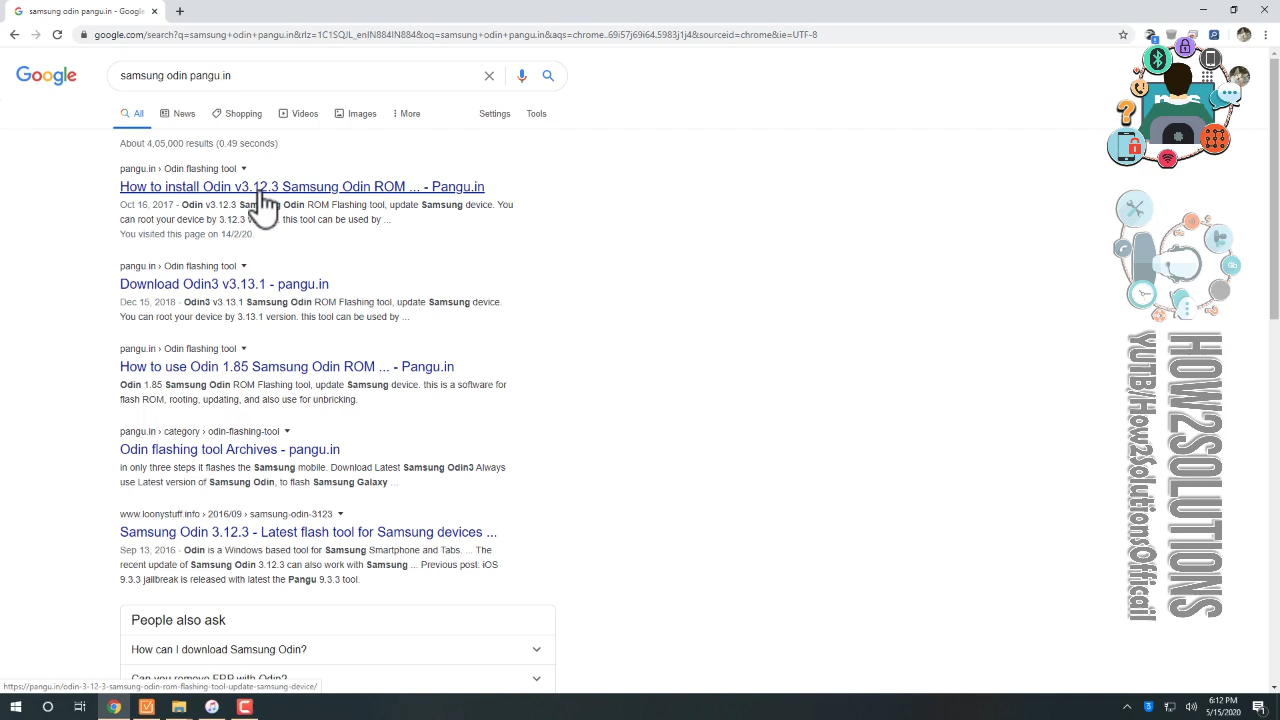 samsung odin pangu.in - Google
google.com/search?q=samsung+odin+pangu.in&rlz=1C1SQJL_enIN884IN884&oq=samsung+odin+pangu.in&aqs=chrome..69i57j69i64.5983j1j4&sourceid=chrome&ie=UTF-8
Google
samsung odin pangu.in
All
News
Shopping
Videos
Images
More
Settings
Tools
About 4,05,000 results (0.49 seconds)
pangu.in › Odin flashing tool
How to install Odin v3.12.3 Samsung Odin ROM ... - Pangu.in
Oct 16, 2017 - Odin v3.12.3 Samsung Odin ROM Flashing tool, update Samsung device. You
can root your device by 3.12.3 this tool can be used by ...
You visited this page on 14/2/20.
pangu.in › Odin flashing tool
Download Odin3 v3.13.1 - pangu.in
Dec 15, 2018 - Odin3 v3.13.1 Samsung Odin ROM Flashing tool, update Samsung device.
You can root your device by 3.13.1 version. this tool can be used by ...
pangu.in › Odin flashing tool
How to use Odin 1.85 Samsung Odin ROM ... - Pangu.in
Odin 1.85 Samsung Odin ROM Flashing tool, update Samsung device. this is a software for
flash ROM, rooting, updating, and also use for unbricking.
pangu.in › category › odin-flashing-tool
Odin flashing tool Archives - pangu.in
in only three steps it flashes the Samsung mobile. Download Latest Samsung Odin3 Always
use Latest version of Samsung Odin, to flash Samsung Galaxy ...
www.loonystuff.info › 2016/09 › samsung-odin-3123
Samsung Odin 3.12.3 - Latest flash tool for Samsung devices ...
Sep 13, 2016 - Odin is a Windows based tool for Samsung Smartphone and Tabs. ... The
recent update of Samsung Odin 3.12.3 can also work with Samsung ... Previous post. iOS
9.3.3 jailbreak is released with latest the Pangu 9.3.3 tool.
People also ask
How can I download Samsung Odin?
Can you remove FRP with Odin?
https://pangu.in/odin-3-12-3-samsung-odin-rom-flashing-tool-update-samsung-device/
HOW2SOLUTIONS
YUTB/How2SolutionsOfficail
6:12 PM
5/15/2020